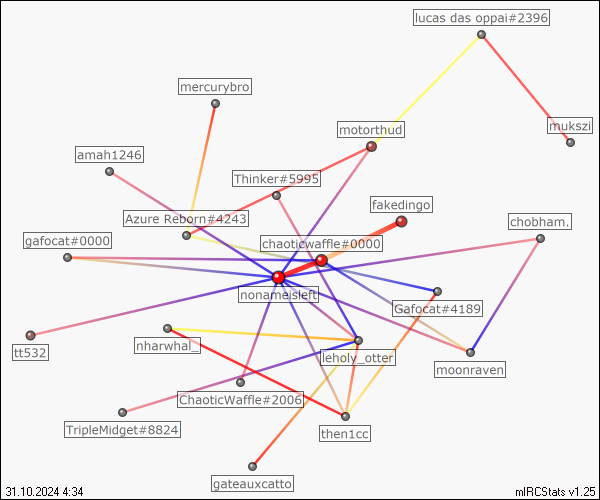 lucas das oppai#2396
mercurybro
mukszi
motorthud
amah1246
Thinker#5995
fakedingo
Azure Reborn#4243
chobham.
gafocat#0000
chaoticwaffle#0000
nonameisleft
Gafocat#4189
nharwhal_
tt532
leholy_otter
moonraven
ChaoticWaffle#2006
TripleMidget#8824
then1cc
gateauxcatto
31.10.2024 4:34
mIRCStats v1.25